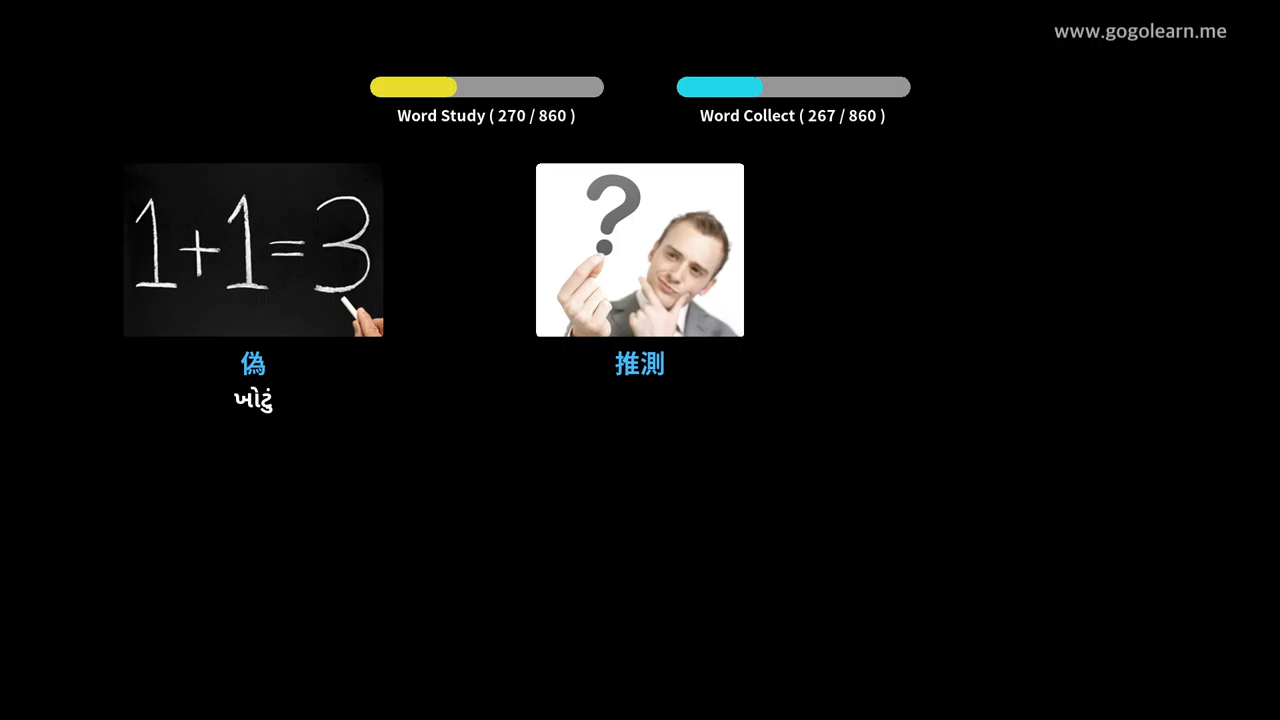 www.gogolearn.me
Word Study ( 270 / 860 )
Word Collect ( 267 / 860 )
1+1=3
?
偽
推測
ખોટું